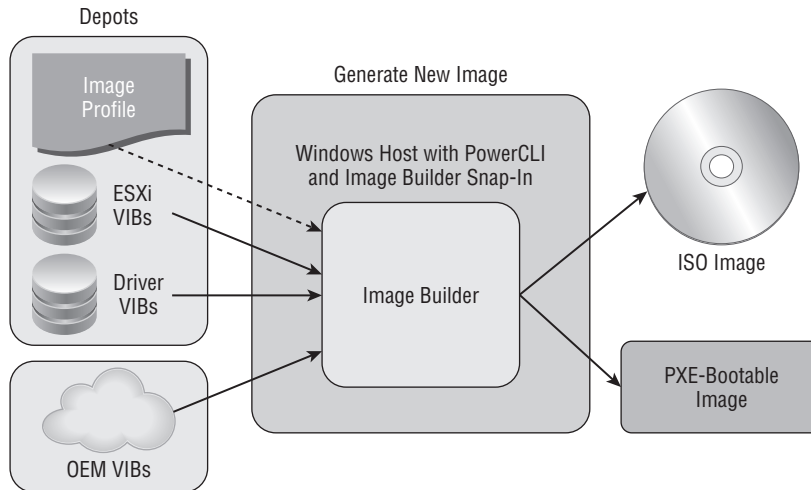 Depots
Image
Profile
ESXi
VIBs
Driver
VIBs
OEM VIBs
Generate New Image
Windows Host with PowerCLI
and Image Builder Snap-In
Image Builder
ISO Image
PXE-Bootable
Image